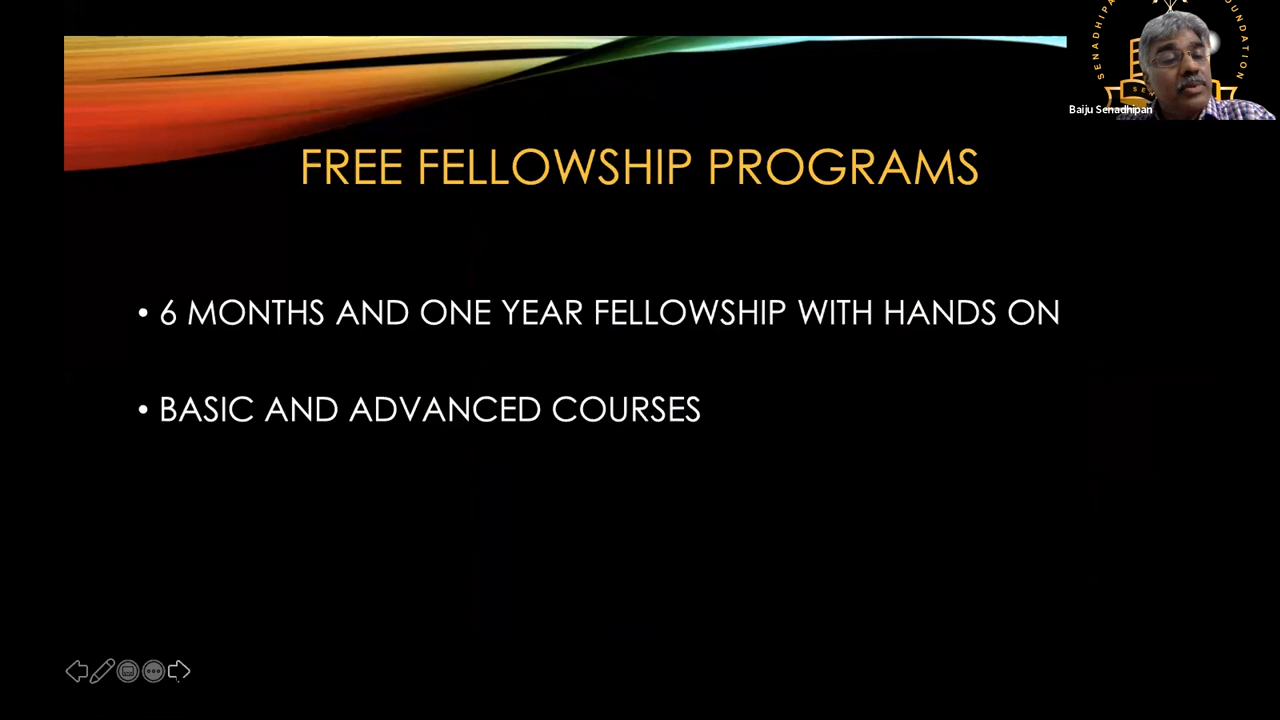 Baiju Senadhipan
FREE FELLOWSHIP PROGRAMS
• 6 MONTHS AND ONE YEAR FELLOWSHIP WITH HANDS ON
• BASIC AND ADVANCED COURSES